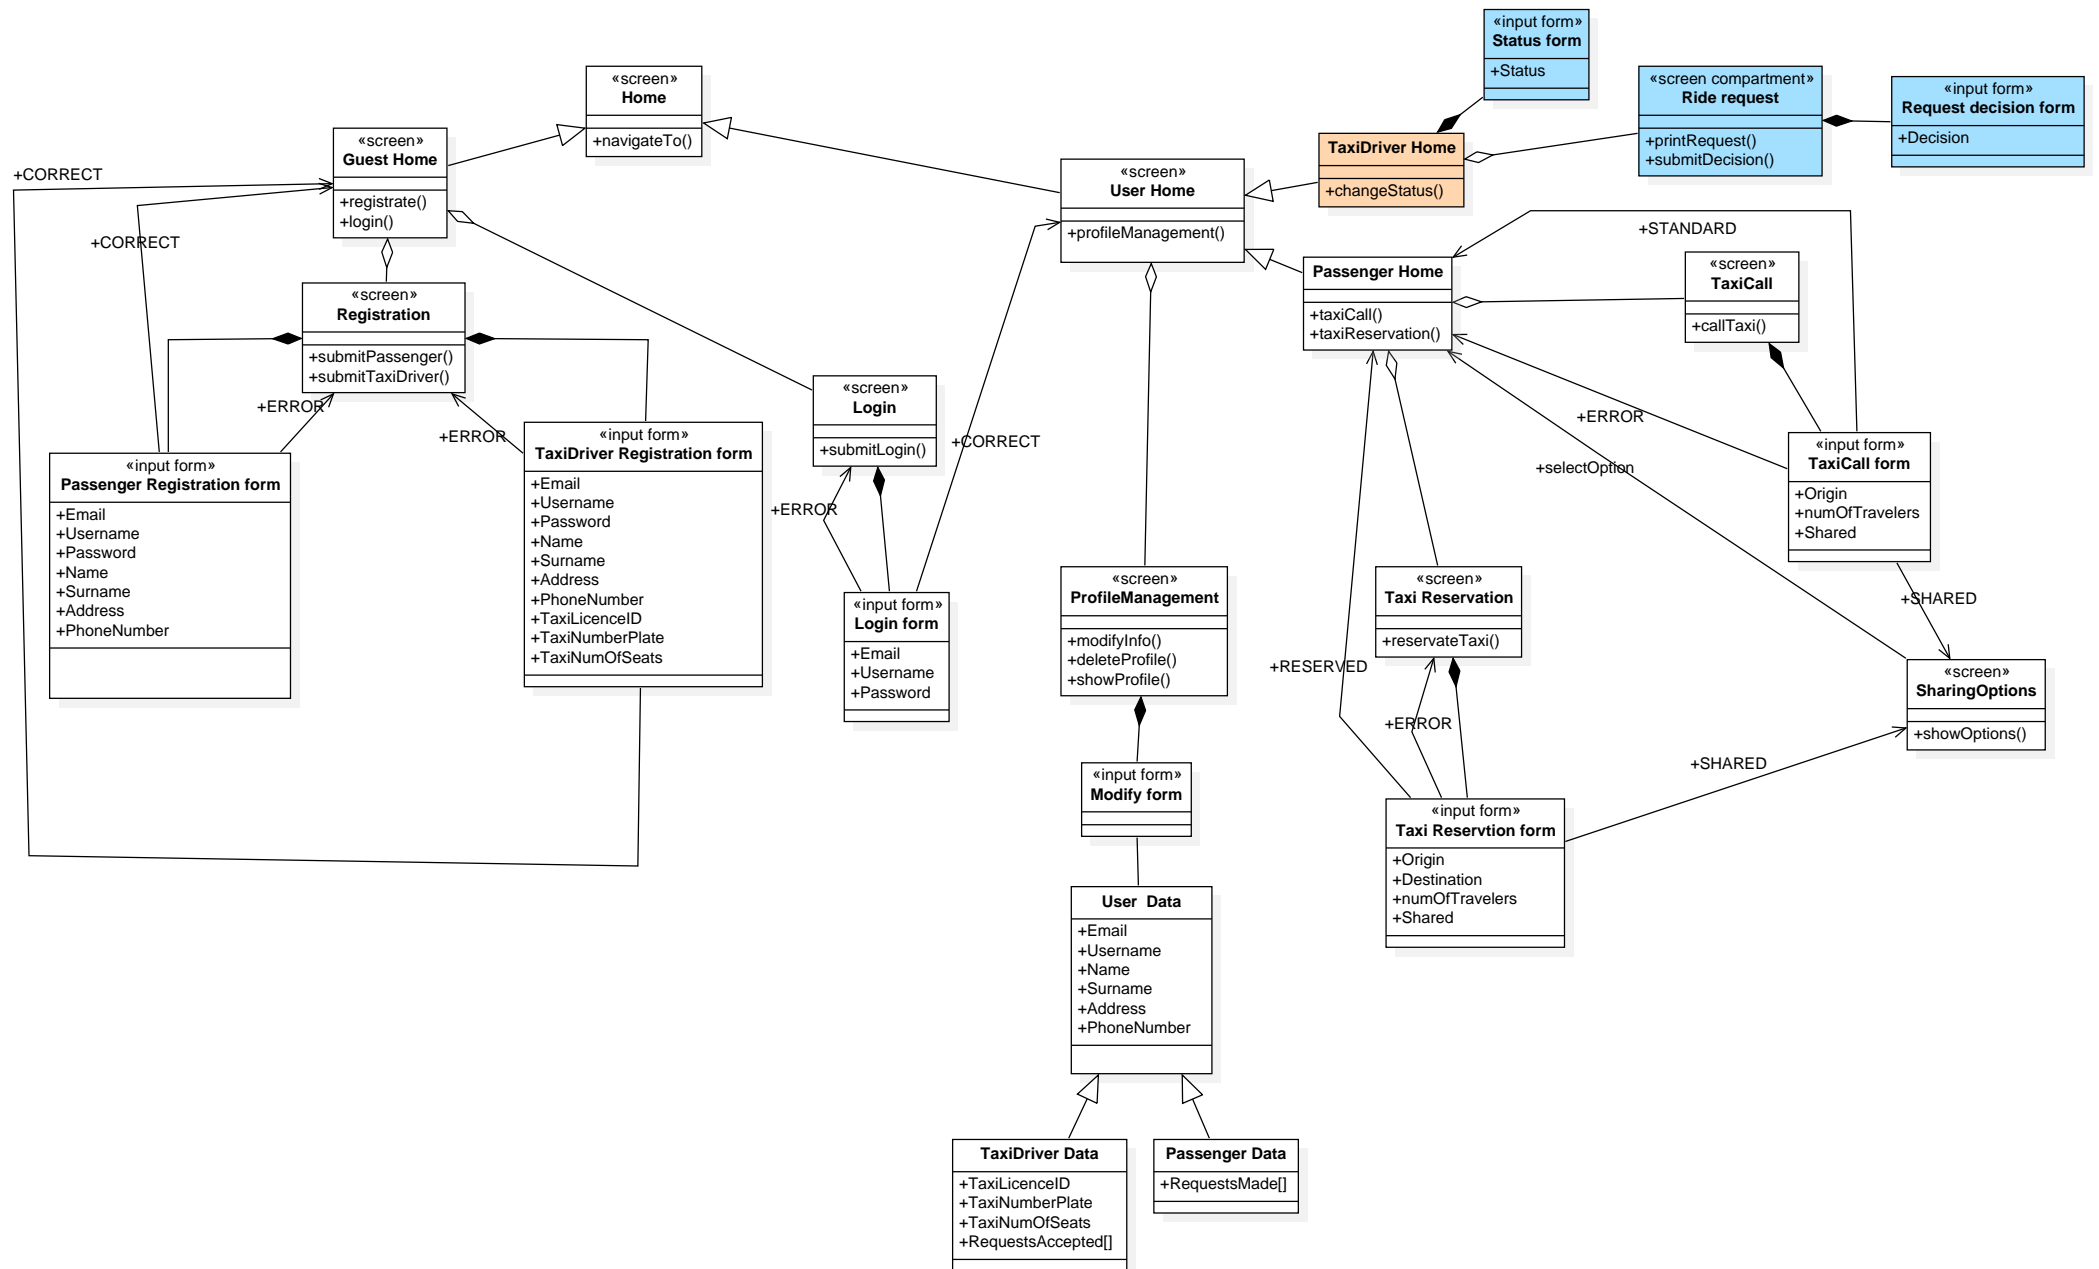 «input form»
Status form
+Status
«screen»
Home
+navigateTo()
«screen compartment»
Ride request
+printRequest()
+submitDecision()
«input form»
Request decision form
+Decision
«screen»
Guest Home
+registrate()
+login()
TaxiDriver Home
+changeStatus()
«screen»
User Home
+profileManagement()
+CORRECT
+CORRECT
+STANDARD
Passenger Home
+taxiCall()
+taxiReservation()
«screen»
TaxiCall
+callTaxi()
«screen»
Registration
+submitPassenger()
+submitTaxiDriver()
«screen»
Login
+submitLogin()
+ERROR
+ERROR
+CORRECT
+ERROR
+selectOption
«input form»
Passenger Registration form
+Email
+Username
+Password
+Name
+Surname
+Address
+PhoneNumber
«input form»
TaxiDriver Registration form
+Email
+Username
+Password
+Name
+Surname
+Address
+PhoneNumber
+TaxiLicenceID
+TaxiNumberPlate
+TaxiNumOfSeats
+ERROR
«input form»
Login form
+Email
+Username
+Password
«screen»
ProfileManagement
+modifyInfo()
+deleteProfile()
+showProfile()
«screen»
Taxi Reservation
+reservateTaxi()
«input form»
TaxiCall form
+Origin
+numOfTravelers
+Shared
+SHARED
+RESERVED
+ERROR
«screen»
SharingOptions
+showOptions()
+SHARED
«input form»
Modify form
«input form»
Taxi Reservtion form
+Origin
+Destination
+numOfTravelers
+Shared
User  Data
+Email
+Username
+Name
+Surname
+Address
+PhoneNumber
TaxiDriver Data
+TaxiLicenceID
+TaxiNumberPlate
+TaxiNumOfSeats
+RequestsAccepted[]
Passenger Data
+RequestsMade[]